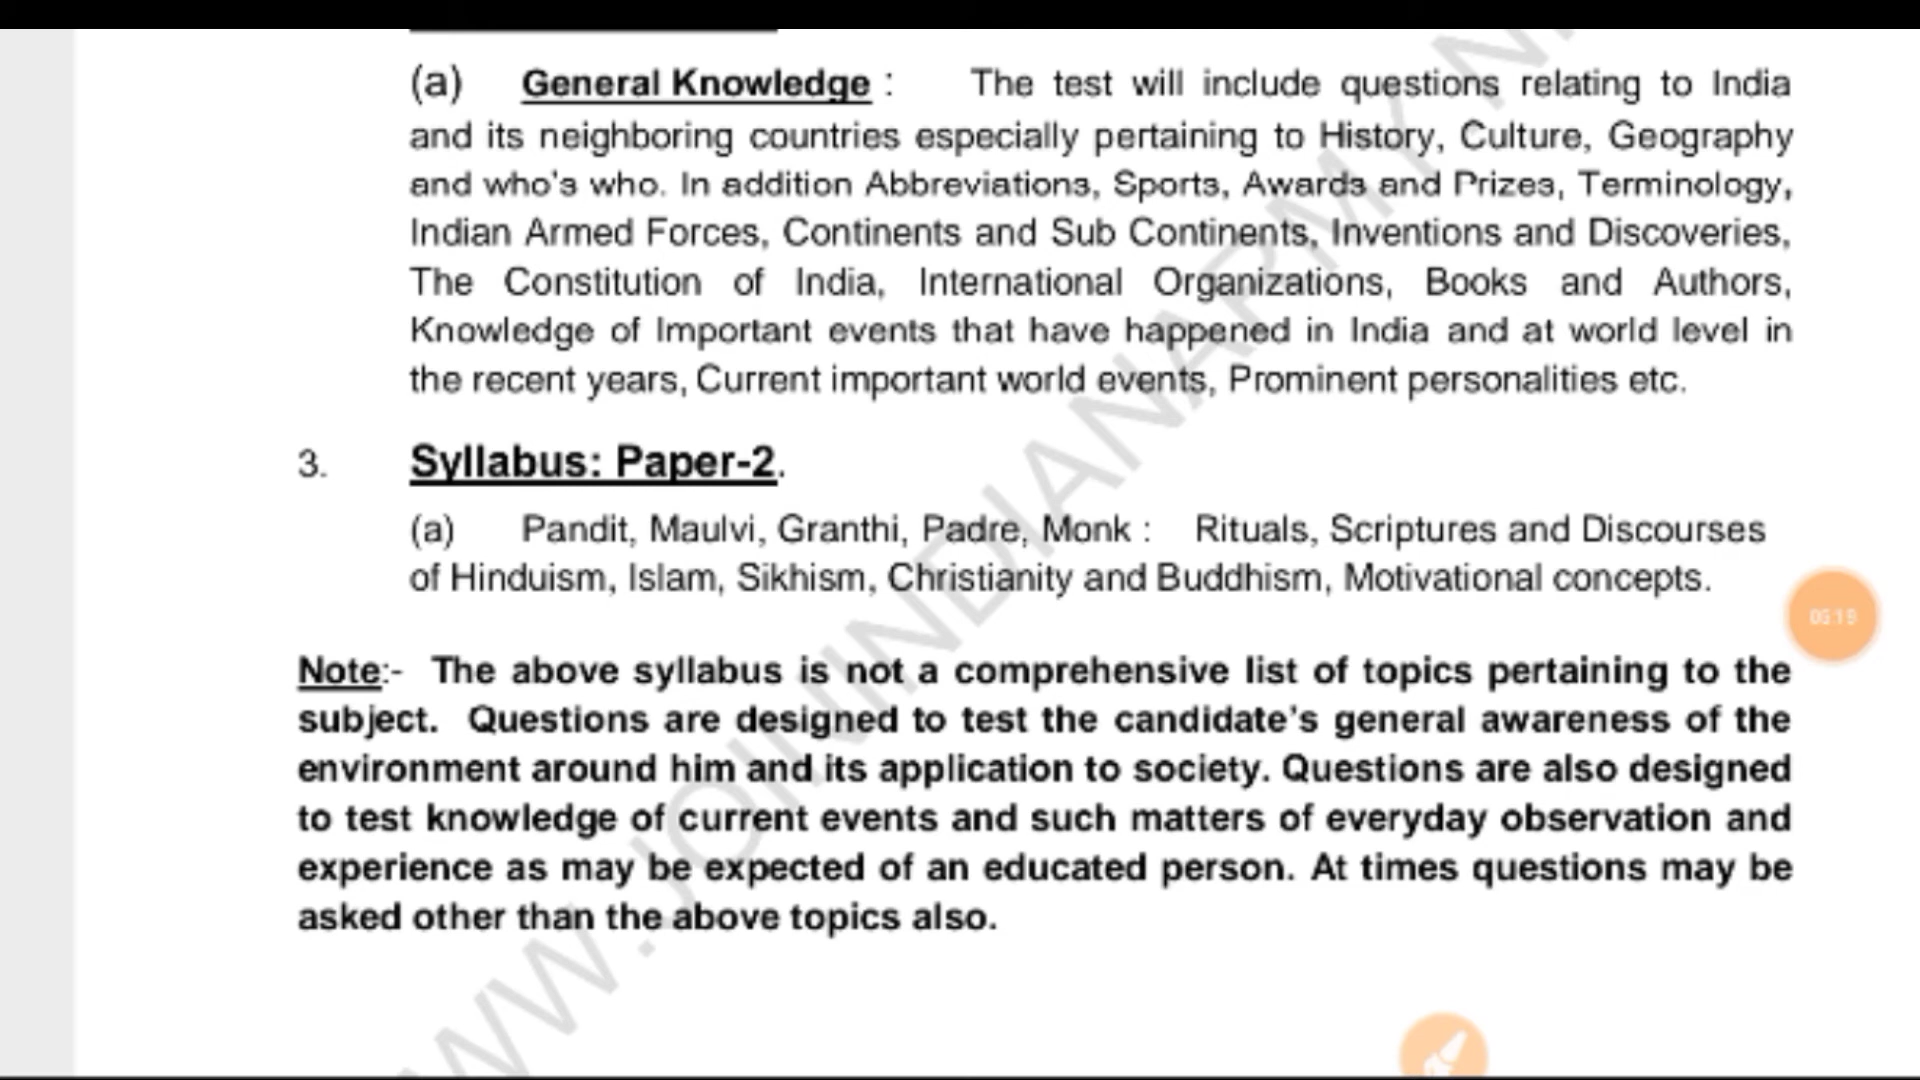 (a) General Knowledge : The test will include questions relating to India
and its neighboring countries especially pertaining to History, Culture, Geography
and who's who. In addition Abbreviations, Sports, Awards and Prizes, Terminology,
Indian Armed Forces, Continents and Sub Continents, Inventions and Discoveries,
The Constitution of India, International Organizations, Books and Authors,
Knowledge of Important events that have happened in India and at world level in
the recent years, Current important world events, Prominent personalities etc.
3. Syllabus: Paper-2.
(a) Pandit, Maulvi, Granthi, Padre, Monk : Rituals, Scriptures and Discourses
of Hinduism, Islam, Sikhism, Christianity and Buddhism, Motivational concepts.
05:19
Note:- The above syllabus is not a comprehensive list of topics pertaining to the
subject. Questions are designed to test the candidate's general awareness of the
environment around him and its application to society. Questions are also designed
to test knowledge of current events and such matters of everyday observation and
experience as may be expected of an educated person. At times questions may be
asked other than the above topics also.
WW.JOININDIANARMY.N